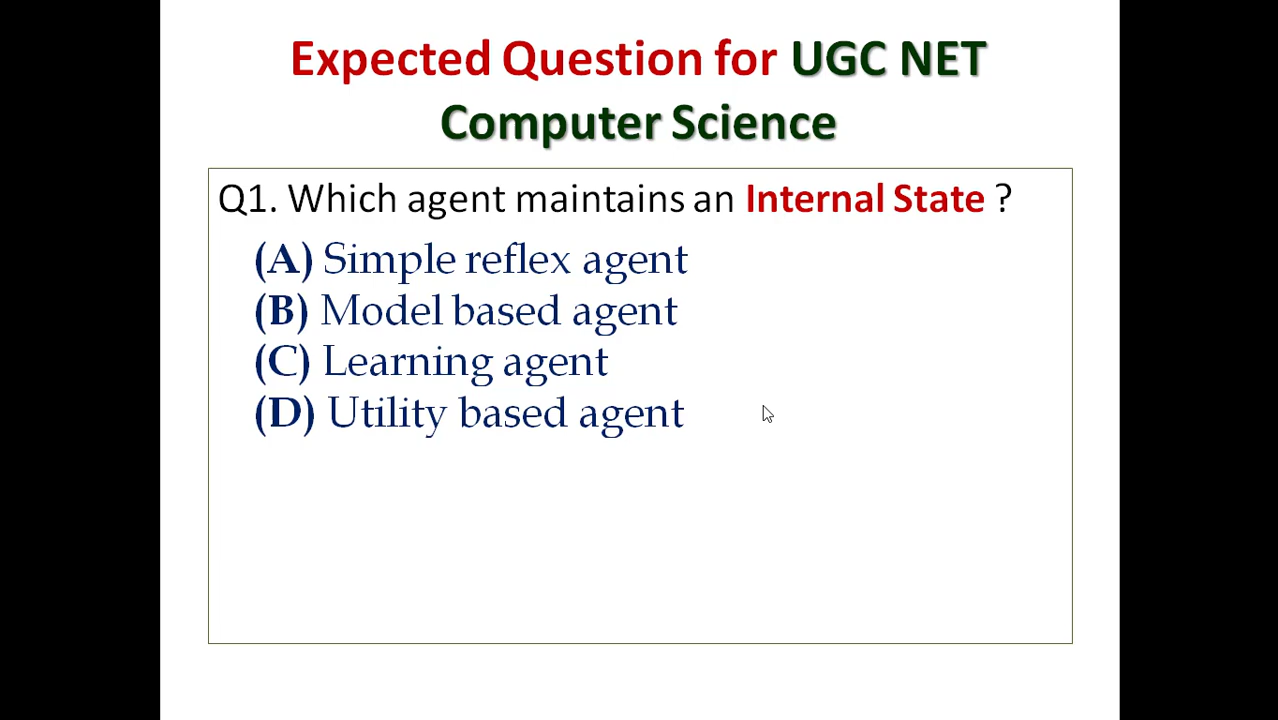 Expected Question for UGC NET
Computer Science
Q1. Which agent maintains an Internal State ?
(A) Simple reflex agent
(B) Model based agent
(C) Learning agent
(D) Utility based agent